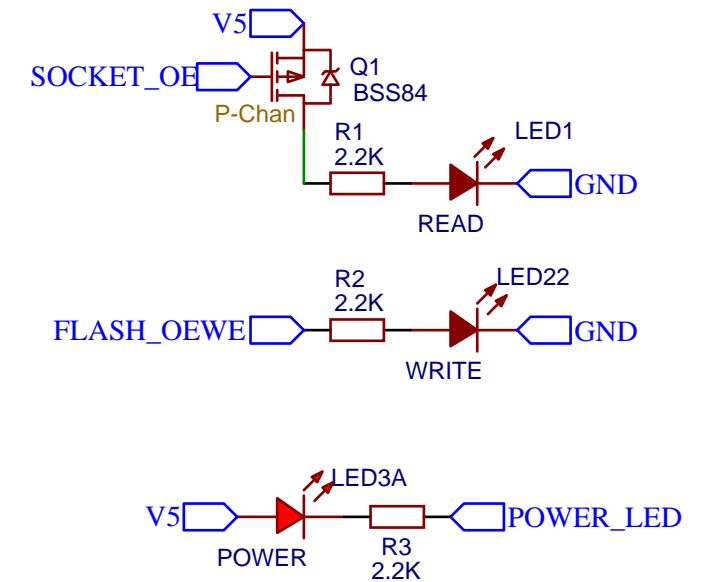 V5
SOCKET_OE
Q1
BSS84
P-Chan
R1
2.2K
LED1
GND
READ
R2
2.2K
LED22
FLASH_OEWE
GND
WRITE
LED3A
V5
POWER_LED
POWER
R3
2.2K